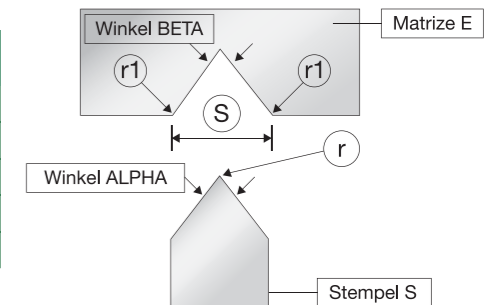 Winkel BETA
Matrize E
r1
r1
S
r
Winkel ALPHA
Stempel S